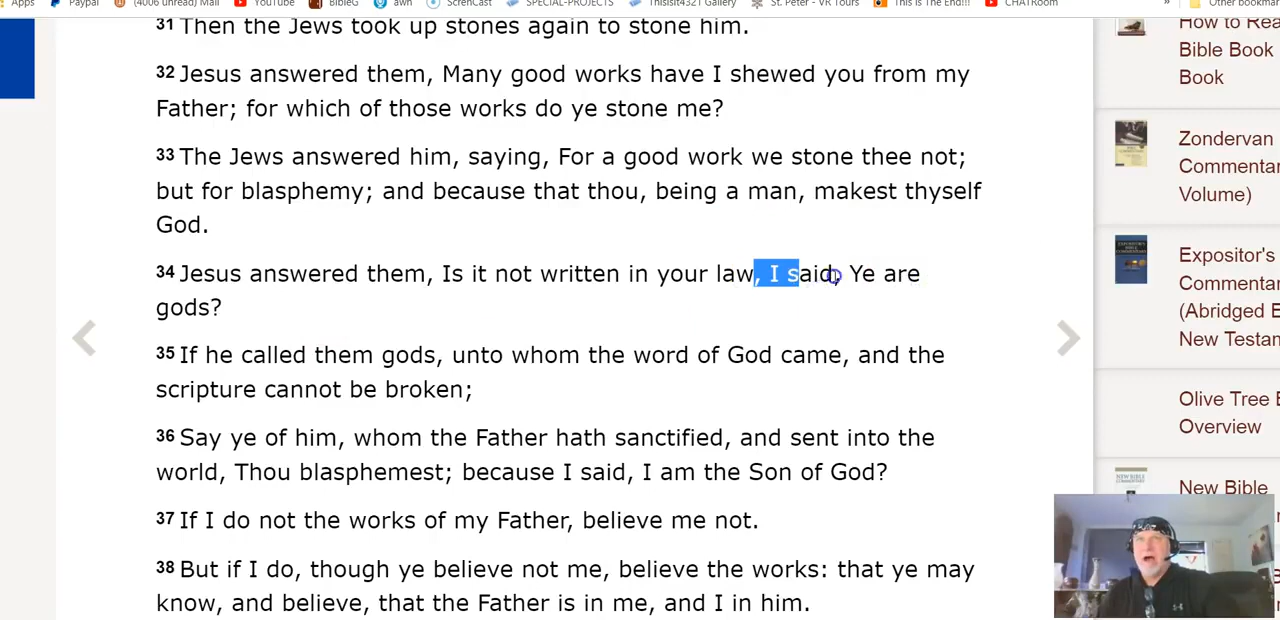 Apps Paypal (4006 unread) Mail YouTube BibleG awn ScrenCast SPECIAL-PROJECTS Thisisit4321 Gallery St. Peter - VR Tours This Is The End!!! CHATRoom » Other bookmar
31 Then the Jews took up stones again to stone him.
32 Jesus answered them, Many good works have I shewed you from my
Father; for which of those works do ye stone me?
33 The Jews answered him, saying, For a good work we stone thee not;
but for blasphemy; and because that thou, being a man, makest thyself
God.
34 Jesus answered them, Is it not written in your law, I said, Ye are
gods?
35 If he called them gods, unto whom the word of God came, and the
scripture cannot be broken;
36 Say ye of him, whom the Father hath sanctified, and sent into the
world, Thou blasphemest; because I said, I am the Son of God?
37 If I do not the works of my Father, believe me not.
38 But if I do, though ye believe not me, believe the works: that ye may
know, and believe, that the Father is in me, and I in him.
How to Rea
Bible Book
Book
Zondervan
Commentar
Volume)
Expositor's
Commentar
(Abridged E
New Testam
Olive Tree B
Overview
New Bible